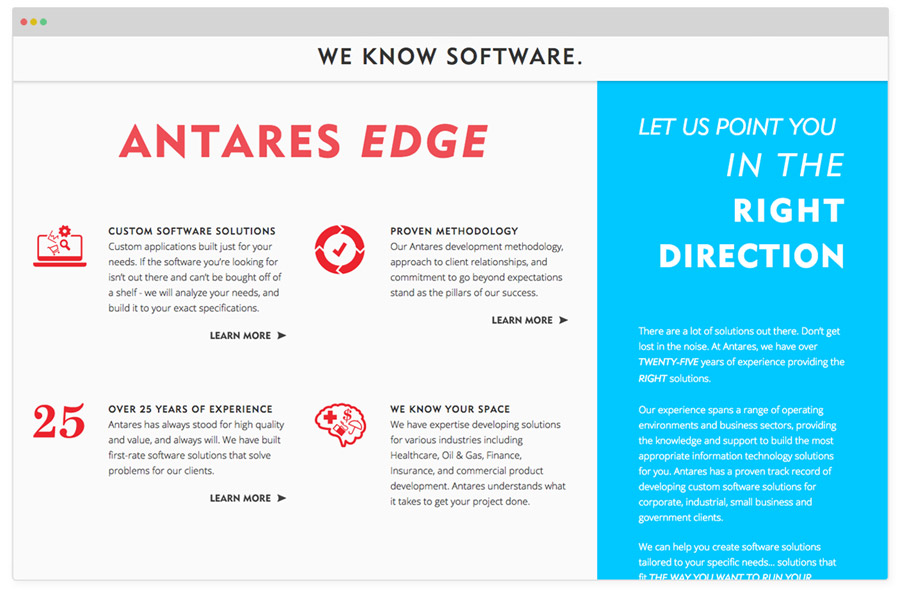 WE KNOW SOFTWARE.
ANTARES EDGE
CUSTOM SOFTWARE SOLUTIONS
Custom applications built just for your
needs. If the software you're looking for
isn't out there and can't be bought off of
a shelf - we will analyze your needs, and
build it to your exact specifications.
LEARN MORE
PROVEN METHODOLOGY
Our Antares development methodology,
approach to client relationships, and
commitment to go beyond expectations
stand as the pillars of our success.
LEARN MORE
25
OVER 25 YEARS OF EXPERIENCE
Antares has always stood for high quality
and value, and always will. We have built
first-rate software solutions that solve
problems for our clients.
LEARN MORE
WE KNOW YOUR SPACE
We have expertise developing solutions
for various industries including
Healthcare, Oil & Gas, Finance,
Insurance, and commercial product
development. Antares understands what
it takes to get your project done.
LET US POINT YOU
IN THE
RIGHT
DIRECTION
There are a lot of solutions out there. Don't get
lost in the noise. At Antares, we have over
TWENTY-FIVE years of experience providing the
RIGHT solutions.
Our experience spans a range of operating
environments and business sectors, providing
the knowledge and support to build the most
appropriate information technology solutions
for you. Antares has a proven track record of
developing custom software solutions for
corporate, industrial, small business and
government clients.
We can help you create software solutions
tailored to your specific needs... solutions that
fit THE WAY YOU WANT TO RUN YOUR